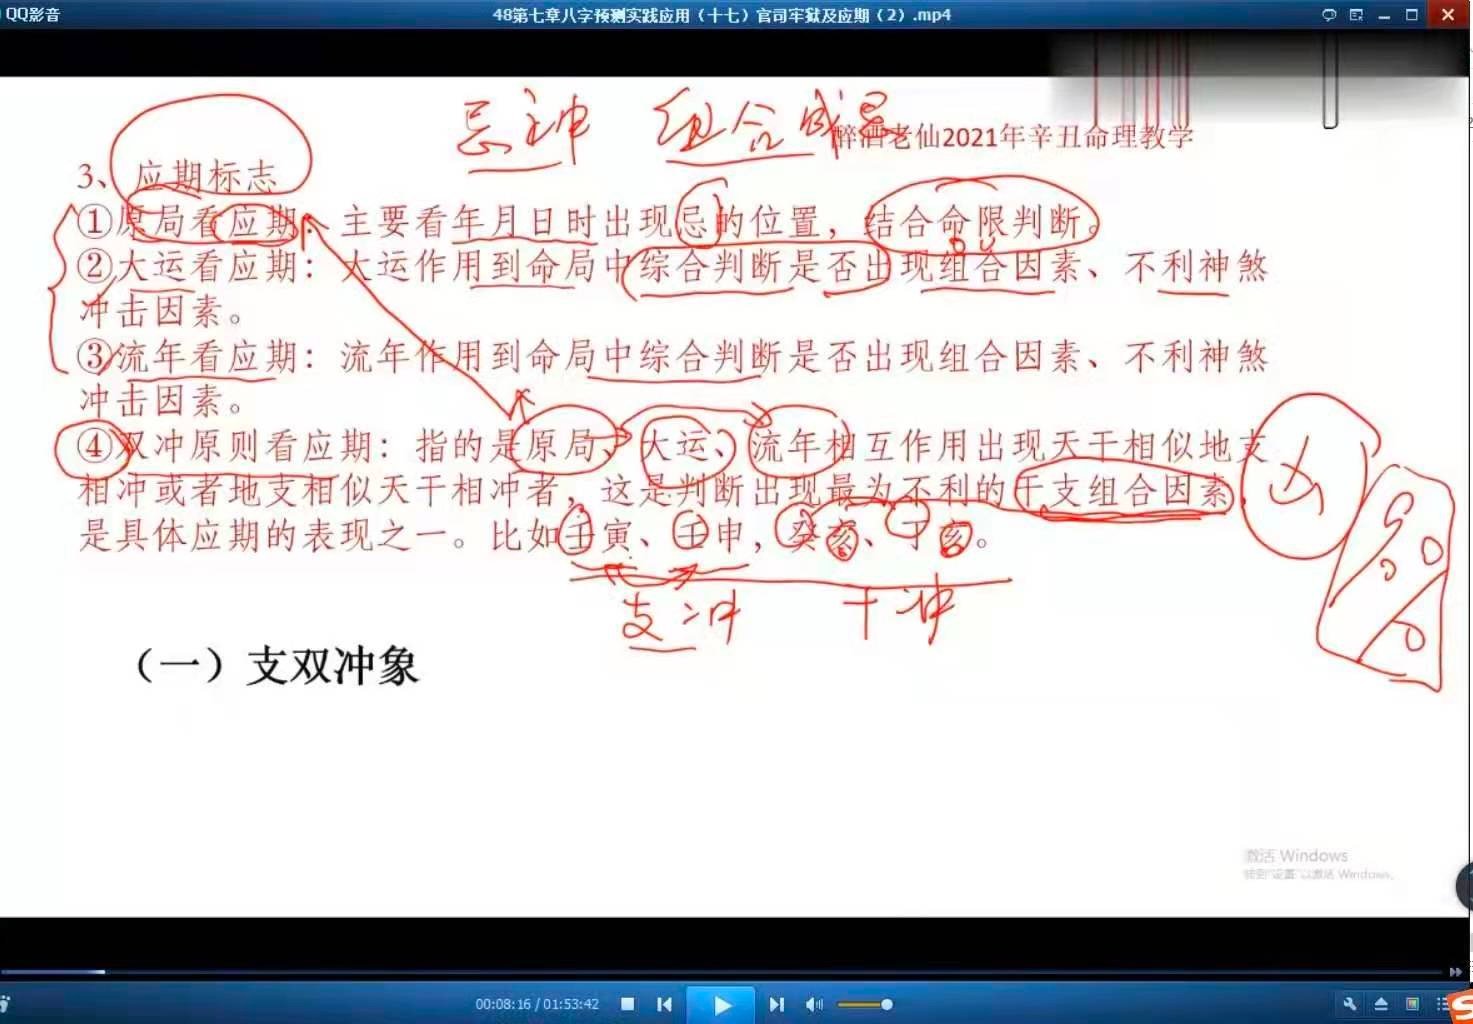 QQ影音
48第七章八字预测实践应用（十七）官司牢狱及应期（2）.mp4
忌神 组合成
醉酒老仙2021年辛丑命理教学
3、应期标志
①原局看应期：主要看年月日时出现忌的位置，结合命限判断。
②大运看应期：大运作用到命局中综合判断是否出现组合因素、不利神煞
冲击因素。
③流年看应期：流年作用到命局中综合判断是否出现组合因素、不利神煞
冲击因素。
④双冲原则看应期：指的是原局、大运、流年相互作用出现天干相似地支
相冲或者地支相似天干相冲者，这是判断出现最为不利的干支组合因素
是具体应期的表现之一。比如壬寅、壬申，癸亥、丁亥。
凶
支冲 干冲
（一）支双冲象
激活 Windows
转到"设置"以激活 Windows。
00:08:16 / 01:53:42